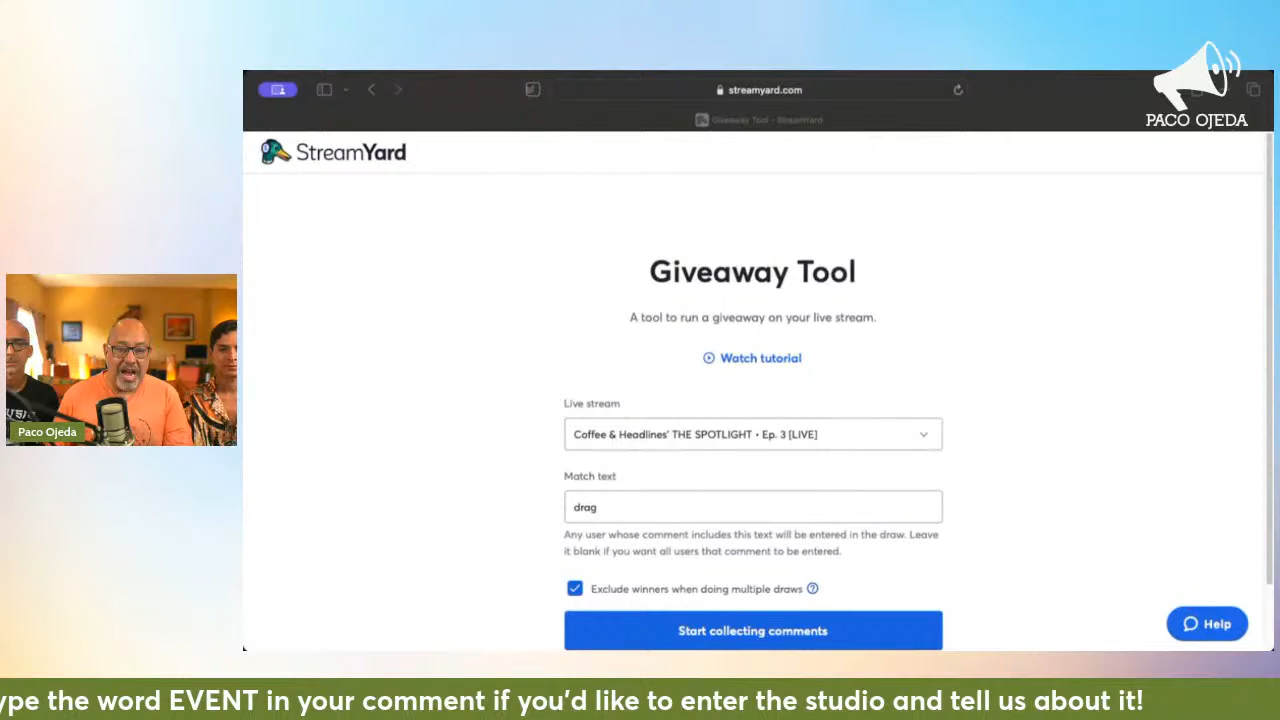 streamyard.com
Giveaway Tool - StreamYard
PACO OJEDA
StreamYard
Giveaway Tool
A tool to run a giveaway on your live stream.
Watch tutorial
Live stream
Coffee & Headlines' THE SPOTLIGHT • Ep. 3 [LIVE]
Match text
drag
Any user whose comment includes this text will be entered in the draw. Leave
it blank if you want all users that comment to be entered.
Exclude winners when doing multiple draws
Start collecting comments
Help
Paco Ojeda
ype the word EVENT in your comment if you'd like to enter the studio and tell us about it!